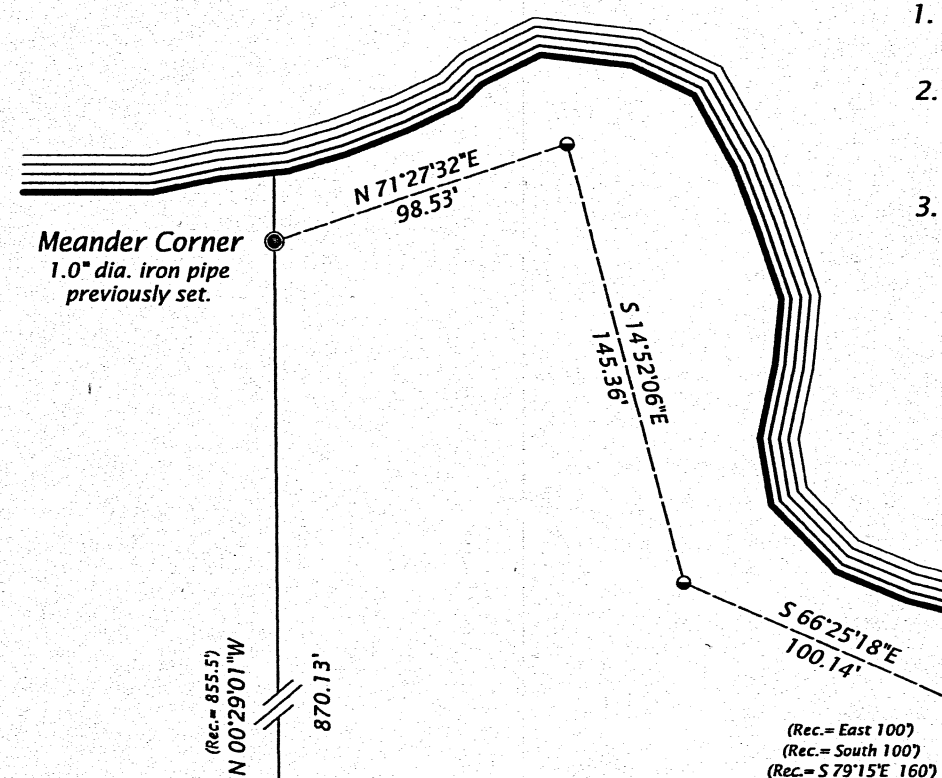 1.
2.
3.
N 71°27'32"E
98.53'
Meander Corner
1.0" dia. iron pipe
previously set.
S 14°52'06"E
145.36'
S 66°25'18"E
100.14'
(Rec.= 855.5')
N 00°29'01"W
870.13'
(Rec.= East 100')
(Rec.= South 100')
(Rec.= S 79°15'E 160')